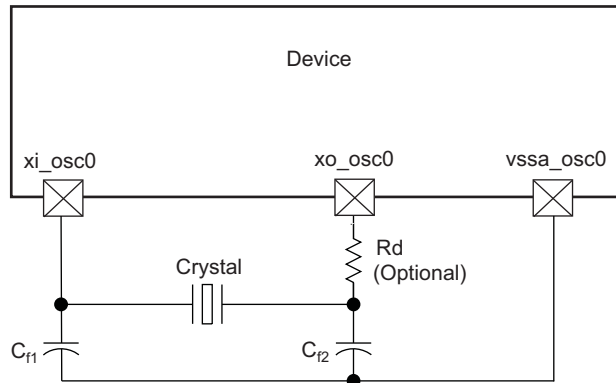 Device
xi_osc0 xo_osc0 vssa_osc0
Rd
(Optional)
Crystal
Cf1 Cf2